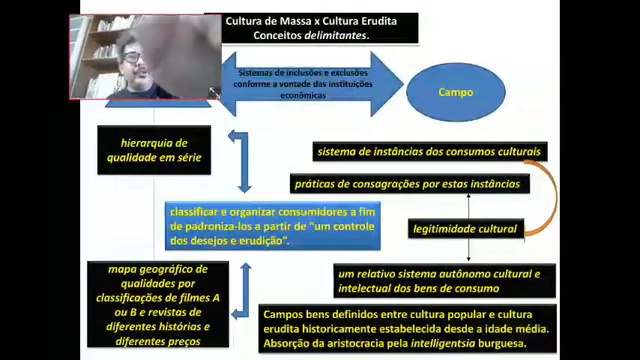 Cultura de Massa x Cultura Erudita
Conceitos delimitantes.
Sistemas de inclusões e exclusões
conforme a vontade das instituições
econômicas
Campo
hierarquia de
qualidade em série
sistema de instâncias dos consumos culturais
práticas de consagrações por estas instâncias
classificar e organizar consumidores a fim
de padroniza-los a partir de “um controle
dos desejos e erudição”.
legitimidade cultural
mapa geográfico de
qualidades por
classificações de filmes A
ou B e revistas de
diferentes histórias e
diferentes preços
um relativo sistema autônomo cultural e
intelectual dos bens de consumo
Campos bens definidos entre cultura popular e cultura
erudita historicamente estabelecida desde a idade média.
Absorção da aristocracia pela intelligentsia burguesa.